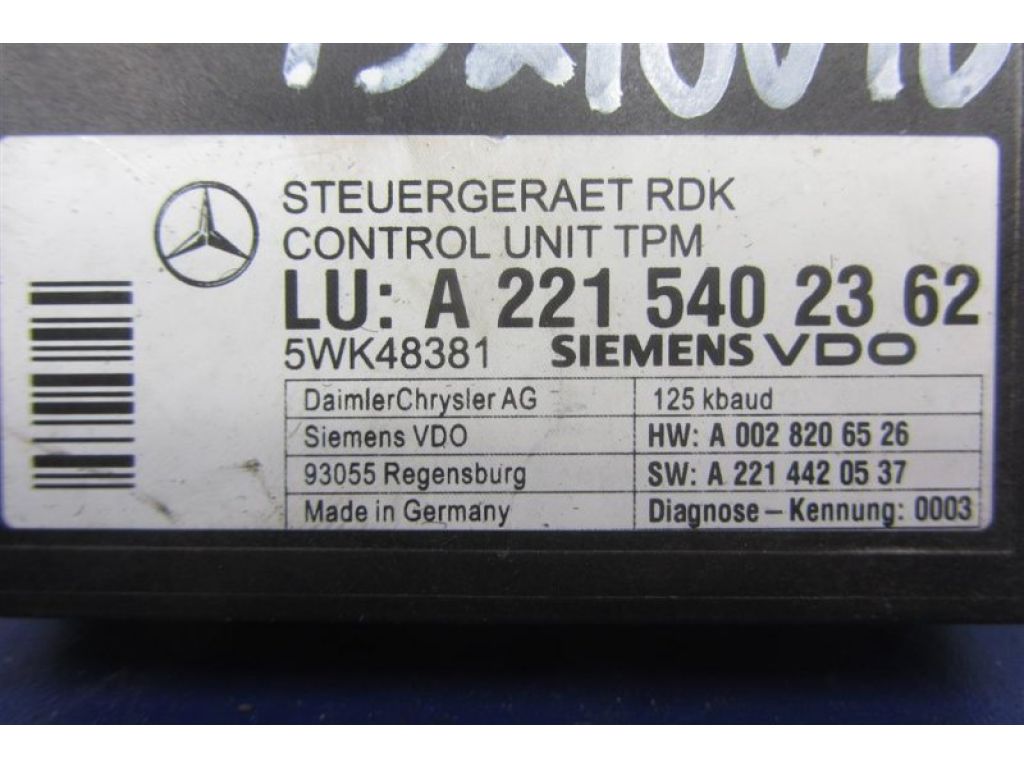 STEUERGERAET RDK
CONTROL UNIT TPM
LU: A 221 540 23 62
5WK48381 SIEMENS VDO
DaimlerChrysler AG 125 kbaud
Siemens VDO HW: A 002 820 65 26
93055 Regensburg SW: A 221 442 05 37
Made in Germany Diagnose – Kennung: 0003